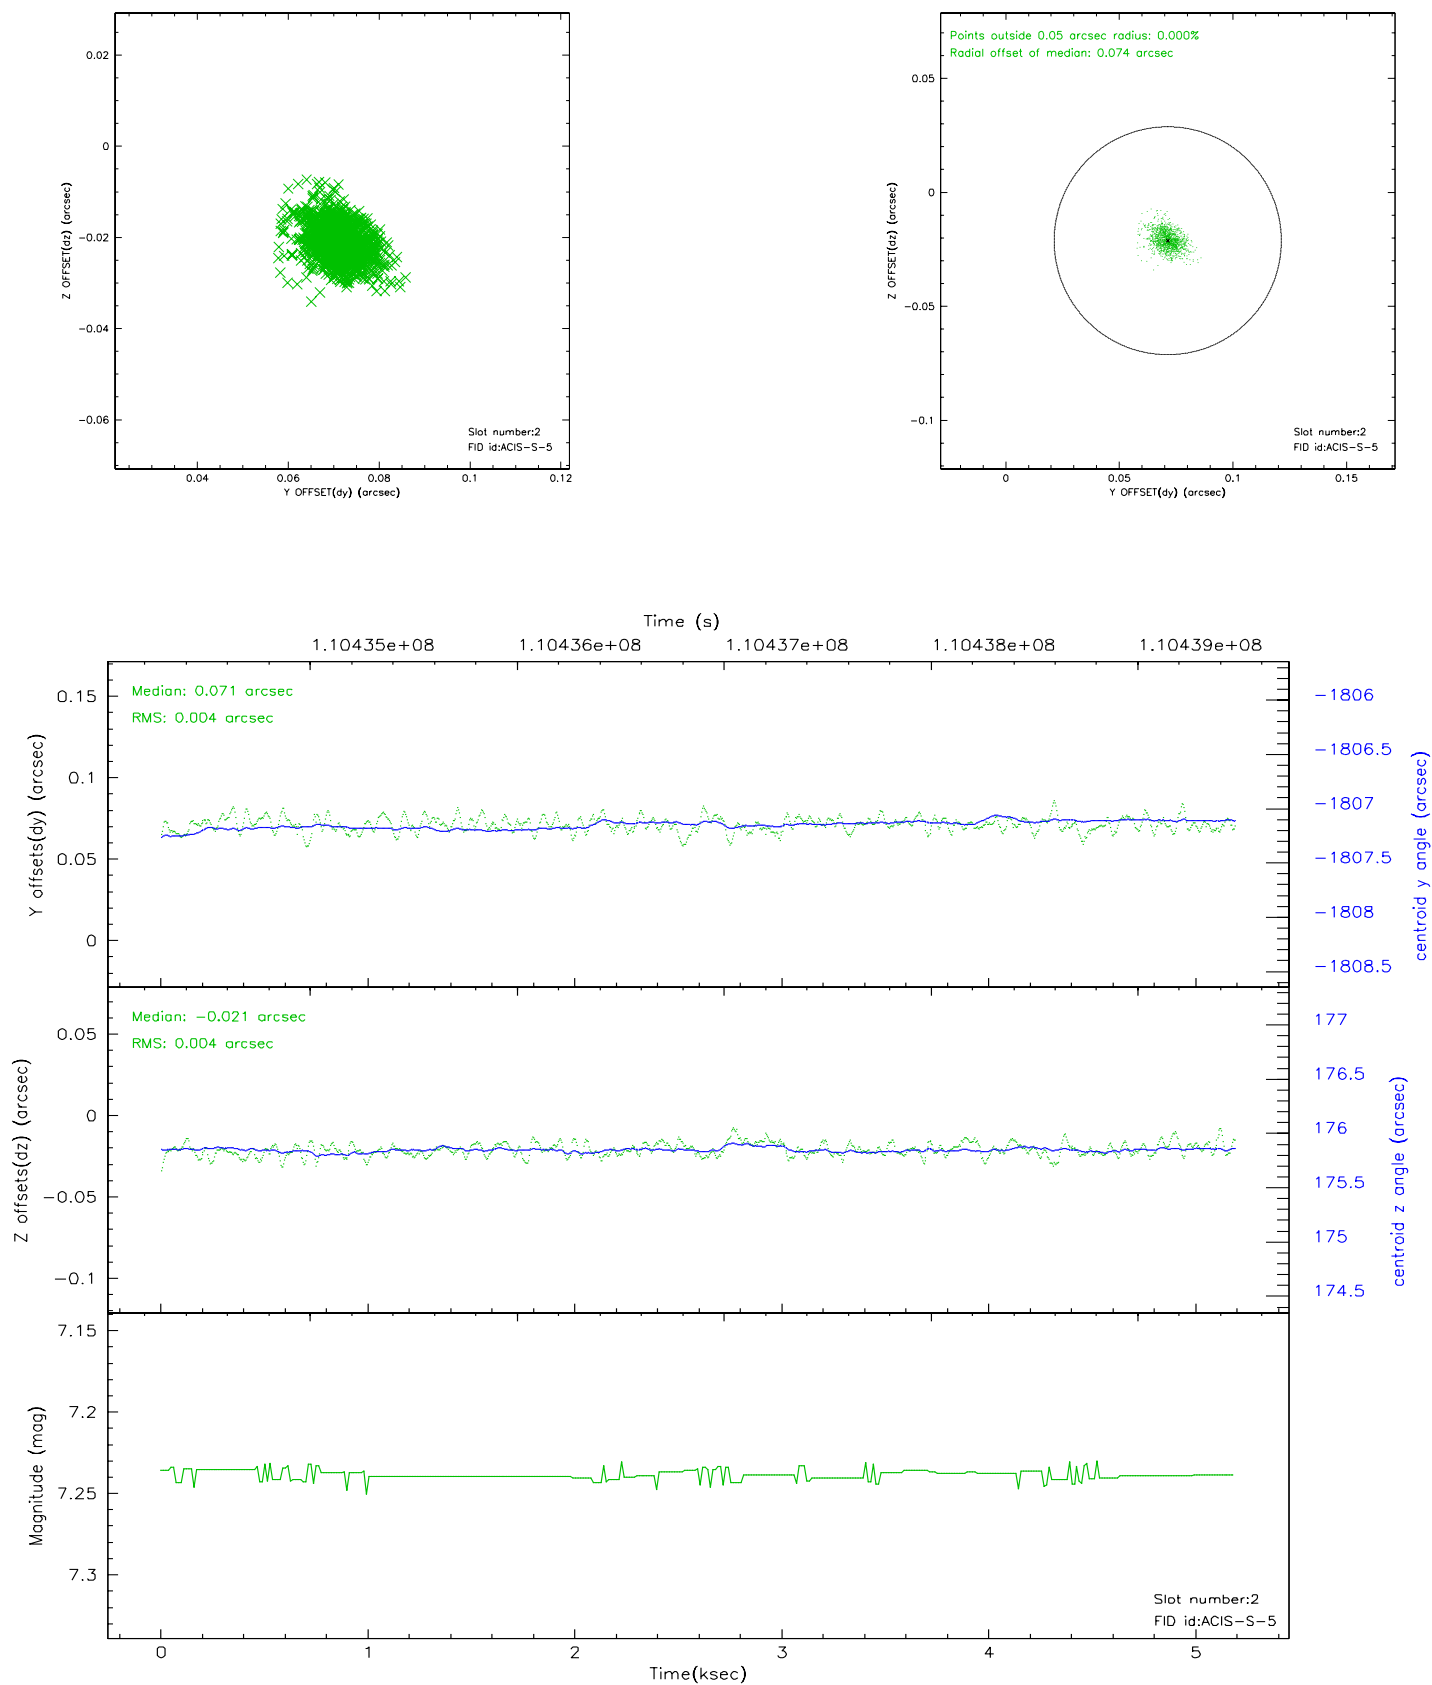 0.02
0
−0.02
−0.04
−0.06
Z OFFSET(dz) (arcsec)
Slot number:2
FID id:ACIS−S−5
0.04 0.06 0.08 0.1 0.12
Y OFFSET(dy) (arcsec)
Points outside 0.05 arcsec radius: 0.000%
Radial offset of median: 0.074 arcsec
0.05
0
−0.05
−0.1
Z OFFSET(dz) (arcsec)
Slot number:2
FID id:ACIS−S−5
0 0.05 0.1 0.15
Y OFFSET(dy) (arcsec)
Time (s)
1.10435e+08 1.10436e+08 1.10437e+08 1.10438e+08 1.10439e+08
Median: 0.071 arcsec
RMS: 0.004 arcsec
0.15
0.1
0.05
0
Y offsets(dy) (arcsec)
−1806
−1806.5
−1807
−1807.5
−1808
−1808.5
centroid y angle (arcsec)
Median: −0.021 arcsec
RMS: 0.004 arcsec
0.05
0
−0.05
−0.1
Z offsets(dz) (arcsec)
177
176.5
176
175.5
175
174.5
centroid z angle (arcsec)
7.15
7.2
7.25
7.3
Magnitude (mag)
Slot number:2
FID id:ACIS−S−5
0 1 2 3 4 5
Time(ksec)